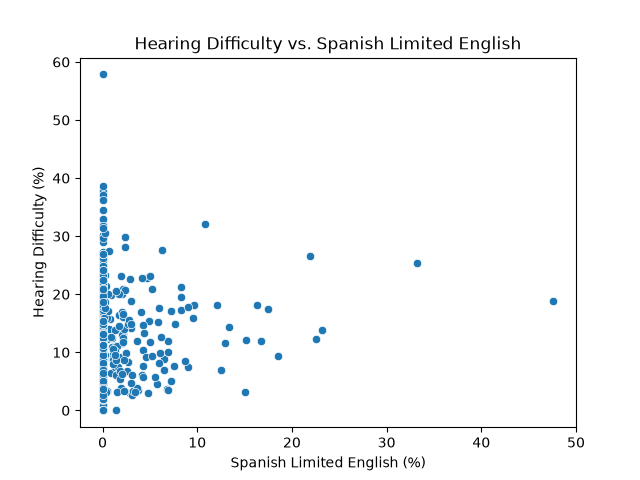 Hearing Difficulty vs. Spanish Limited English
60
50
40
30
20
10
0
Hearing Difficulty (%)
0 10 20 30 40 50
Spanish Limited English (%)